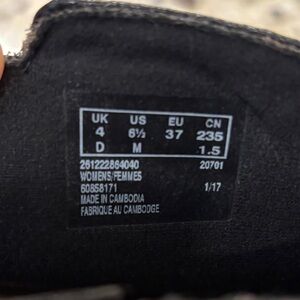 UK US EU CN
4 6½ 37 235
D M 1.5
261222864040 20701
WOMENS/FEMMES
60858171 1/17
MADE IN CAMBODIA
FABRIQUE AU CAMBODGE